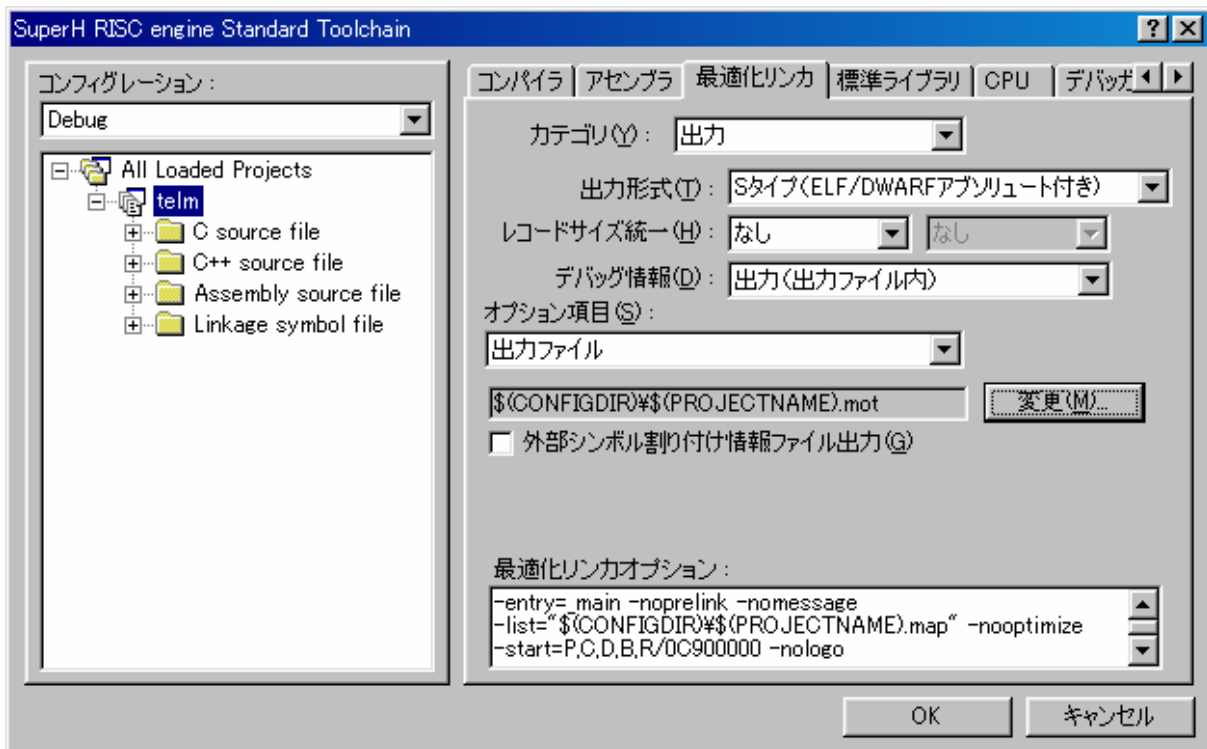 SuperH RISC engine Standard Toolchain
コンフィグレーション :
Debug
All Loaded Projects
telm
C source file
C++ source file
Assembly source file
Linkage symbol file
コンパイラ
アセンブラ
最適化リンカ
標準ライブラリ
CPU
デバッガ
カテゴリ(Y) :
出力
出力形式(T) :
Sタイプ(ELF/DWARFアブソリュート付き)
レコードサイズ統一(H) :
なし
なし
デバッグ情報(D) :
出力(出力ファイル内)
オプション項目(S) :
出力ファイル
$(CONFIGDIR)¥$(PROJECTNAME).mot
変更(M)...
外部シンボル割り付け情報ファイル出力(G)
最適化リンカオプション :
-entry=_main -noprelink -nomessage
-list="$(CONFIGDIR)¥$(PROJECTNAME).map" -nooptimize
-start=P,C,D,B,R/0C900000 -nologo
OK
キャンセル